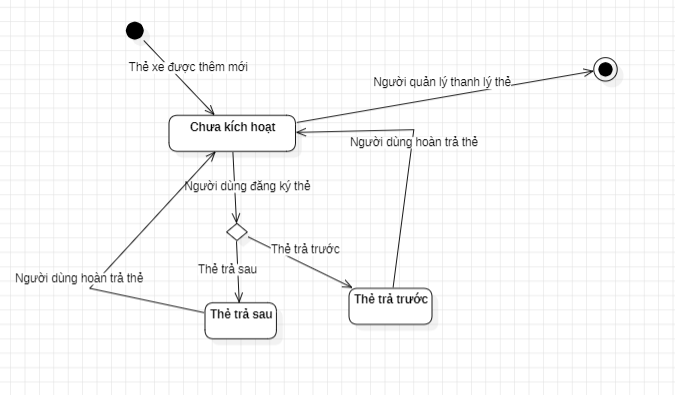 Thẻ xe được thêm mới
Người quản lý thanh lý thẻ
Chưa kích hoạt
Người dùng hoàn trả thẻ
Người dùng đăng ký thẻ
Thẻ trả trước
Thẻ trả sau
Người dùng hoàn trả thẻ
Thẻ trả trước
Thẻ trả sau